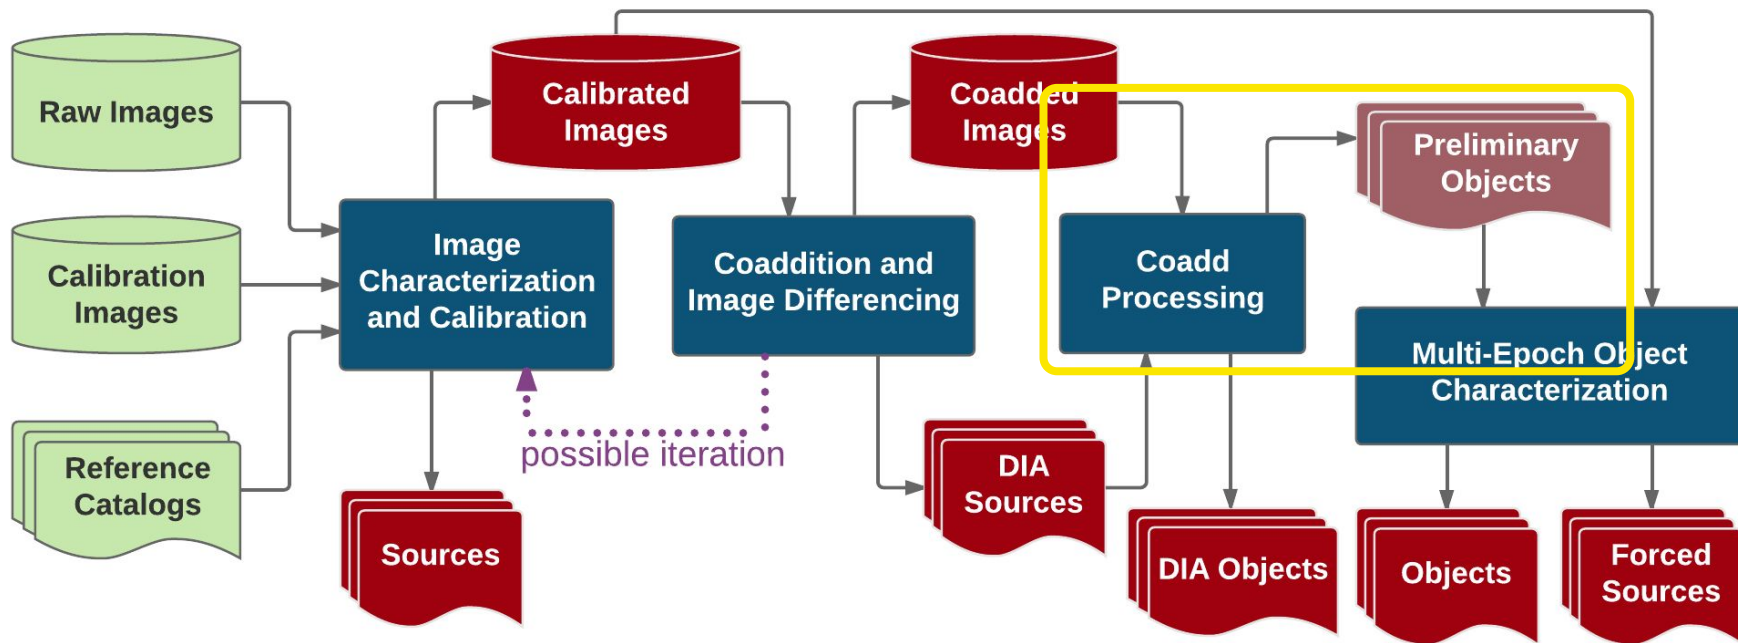 Raw Images
Calibration
Images
Reference
Catalogs
Image
Characterization
and Calibration
Calibrated
Images
Sources
possible iteration
Coaddition and
Image Differencing
Coadded
Images
DIA
Sources
Coadd
Processing
DIA Objects
Preliminary
Objects
Multi-Epoch Object
Characterization
Objects
Forced
Sources